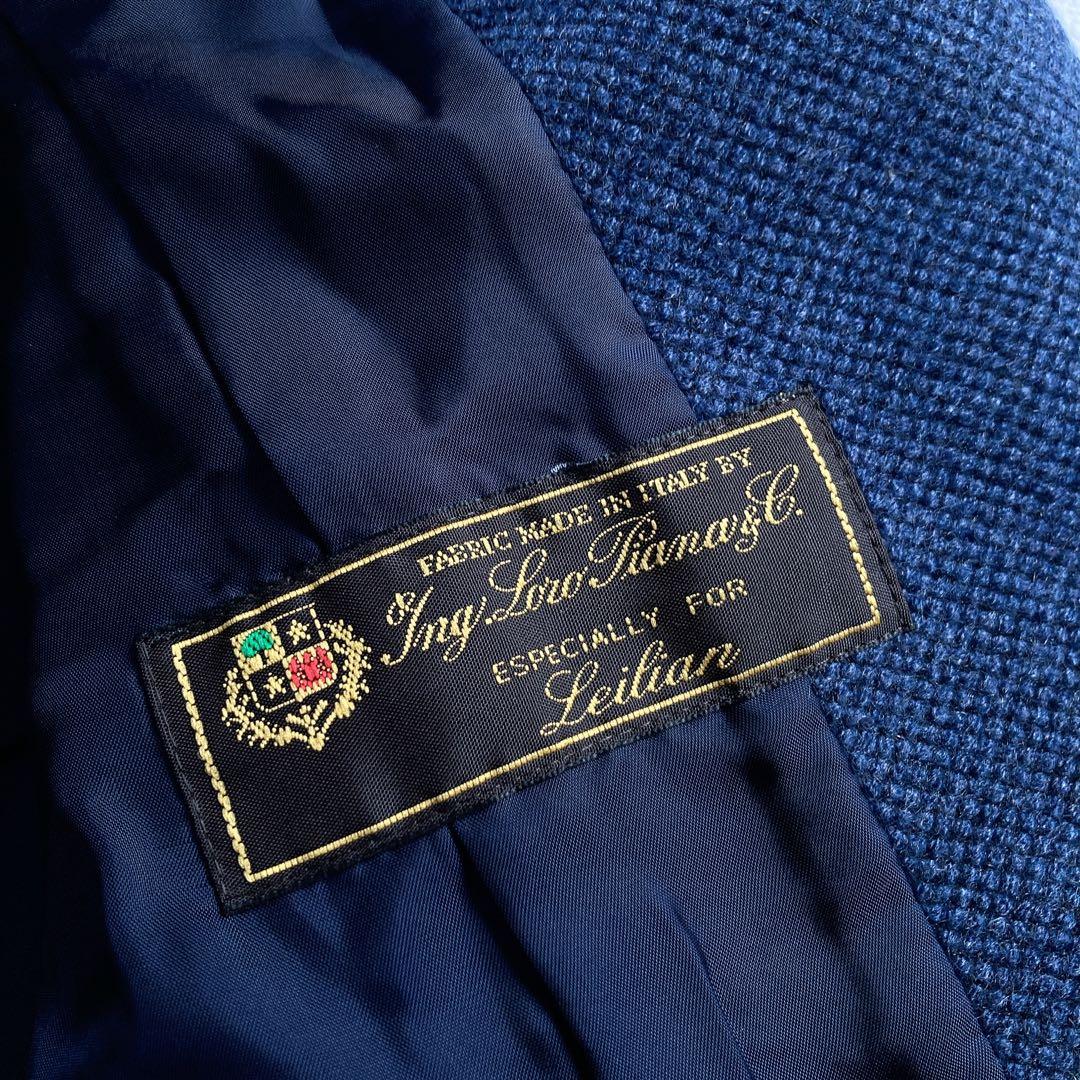 FABRIC MADE IN ITALY BY
Ing. Loro Piana & C.
ESPECIALLY FOR
Leilian